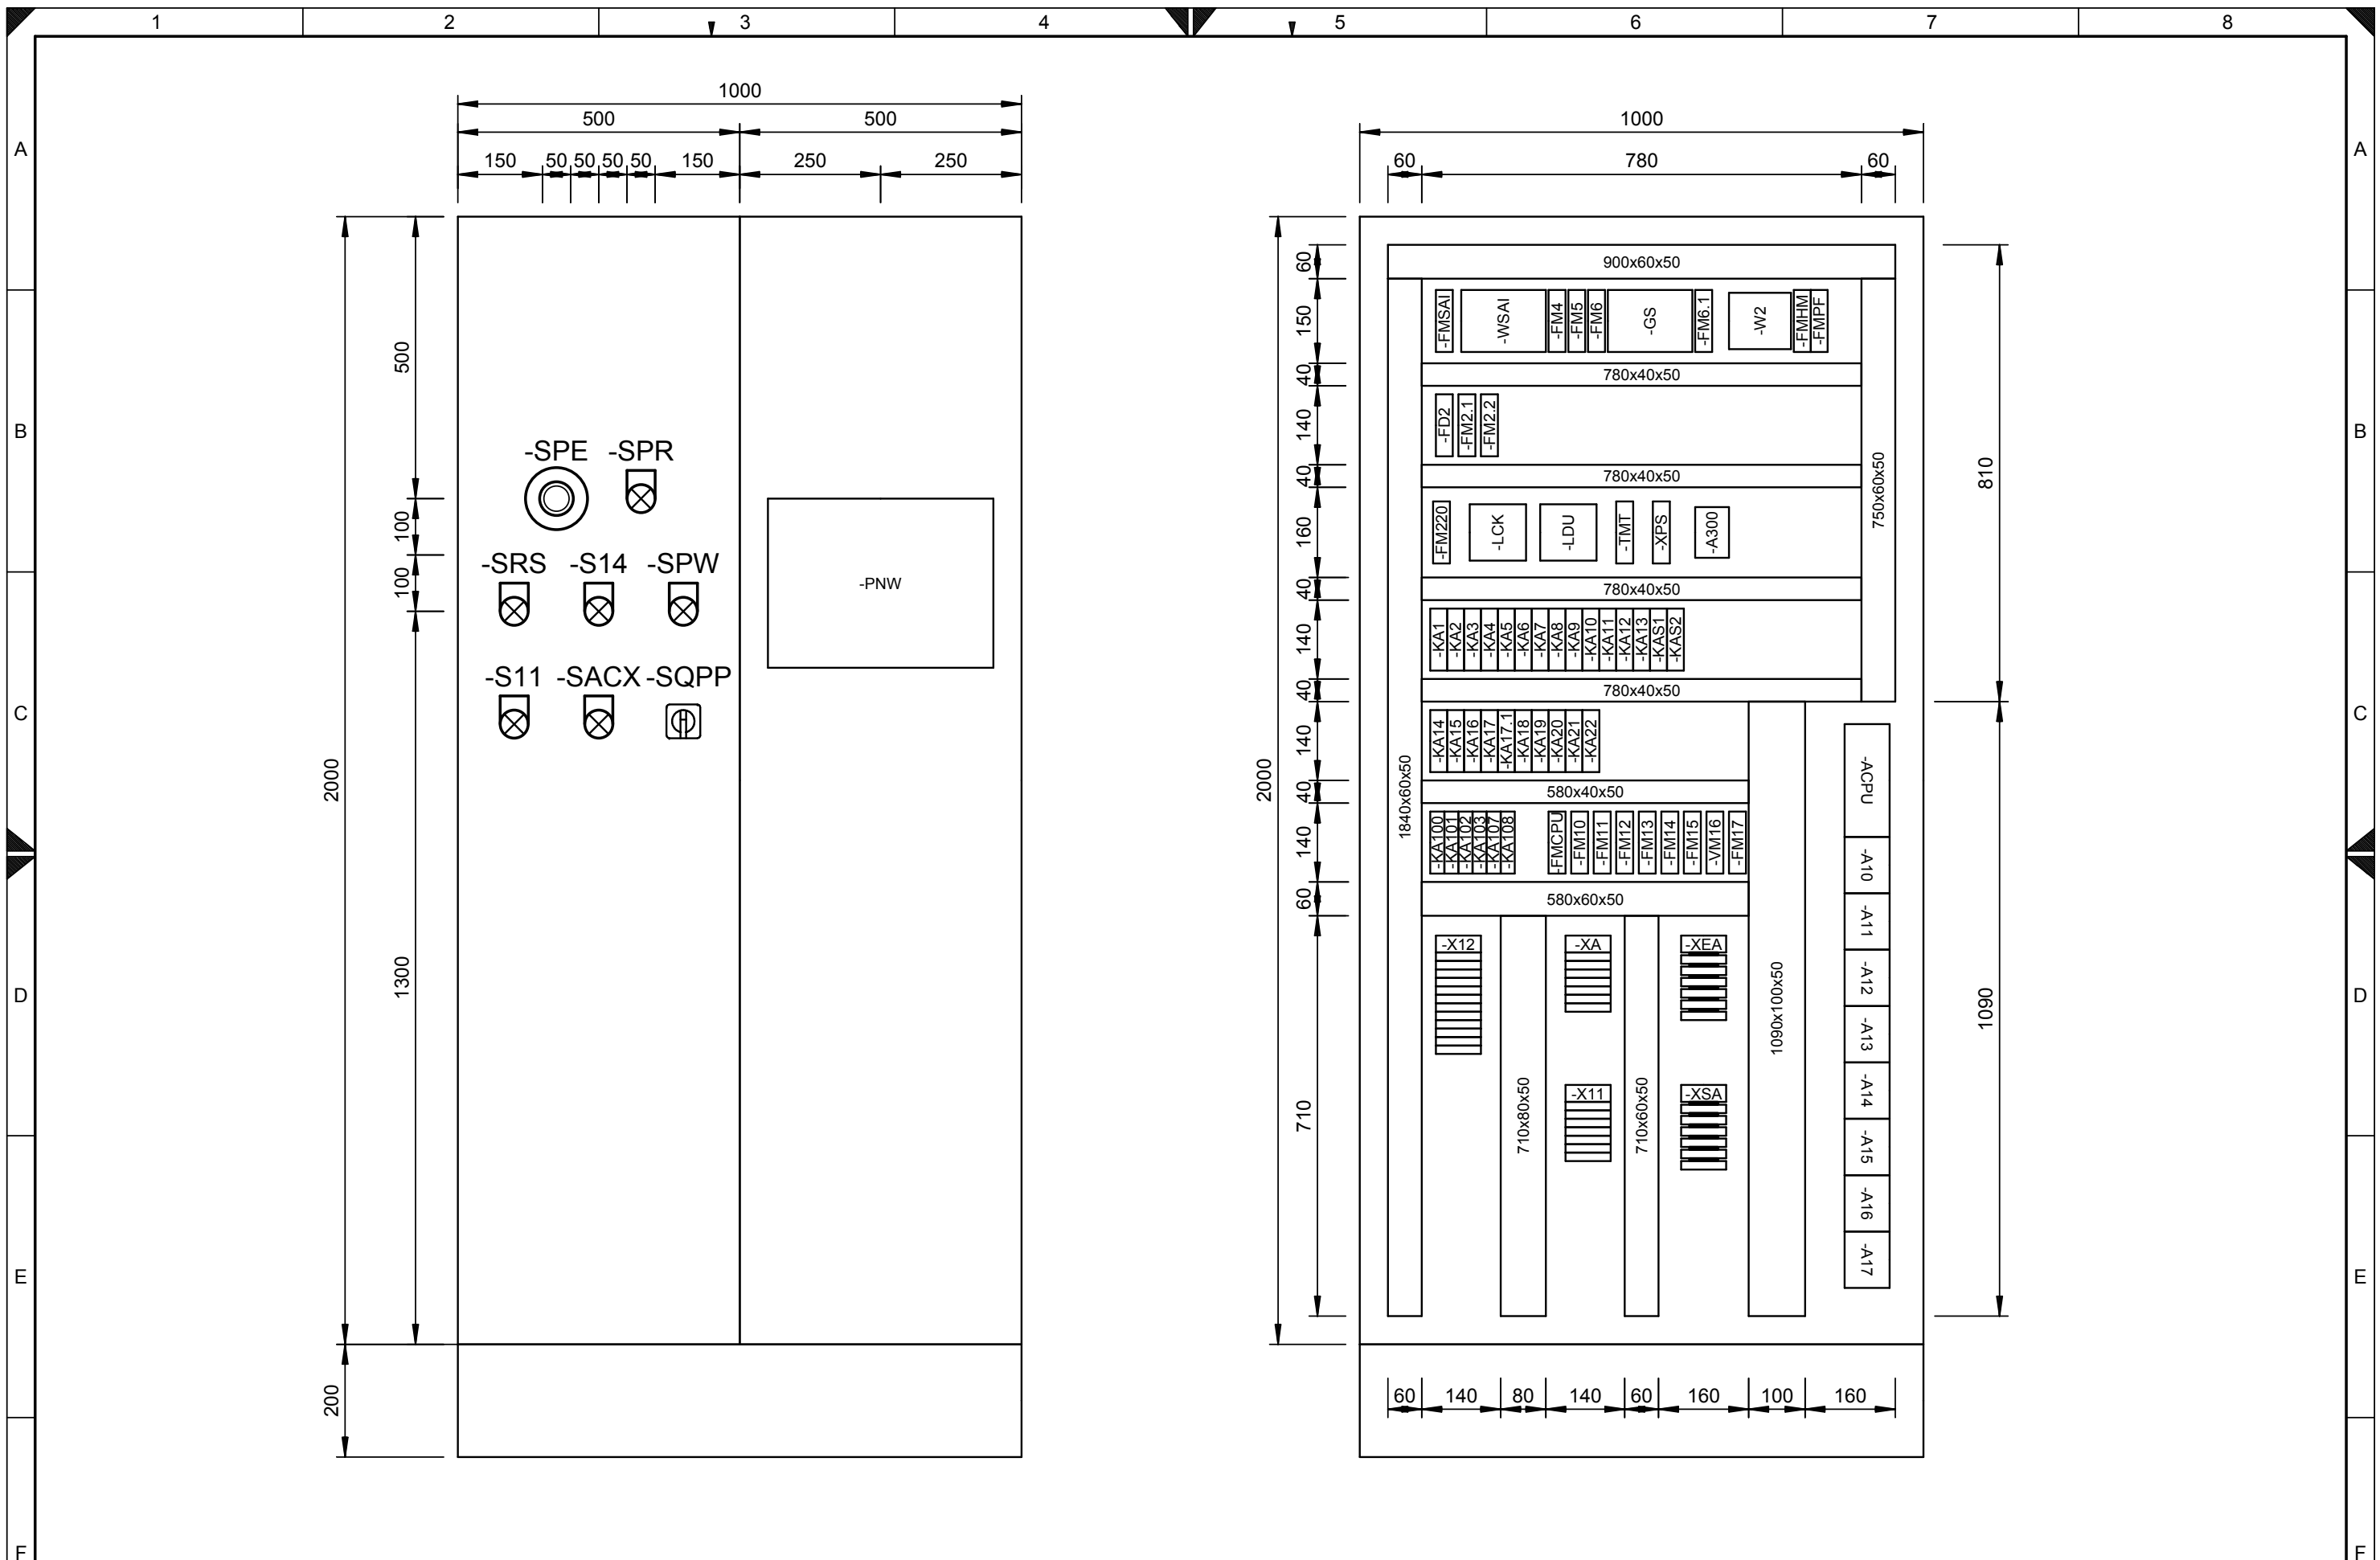 1 2 3 4 5 6 7 8
A A
1000 1000
500 500
150 50 50 50 50 150 250 250
60 780 60
60
900x60x50
150
-FMSAI -WSAI -FM4 -FM5 -FM6 -GS -FM6.1 -W2 -FMHM -FMPF
500
40
780x40x50
B B
140
-FD2 -FM2.1 -FM2.2
-SPE -SPR
40
780x40x50
750x60x50
810
100
160
-FM220 -LCK -LDU -TMT -XPS -A300
-SRS -S14 -SPW
100
-PNW
40
780x40x50
140
-KA1 -KA2 -KA3 -KA4 -KA5 -KA6 -KA7 -KA8 -KA9 -KA10 -KA11 -KA12 -KA13 -KAS1 -KAS2
-S11 -SACX -SQPP
40
780x40x50
C C
140
-KA14 -KA15 -KA16 -KA17 -KA17.1 -KA18 -KA19 -KA20 -KA21 -KA22
2000
2000
1840x60x50
-ACPU
40
580x40x50
140
-KA100 -KA101 -KA102 -KA103 -KA107 -KA108 -FMCPU -FM10 -FM11 -FM12 -FM13 -FM14 -FM15 -VM16 -FM17
-A10
60
580x60x50
-A11
-X12 -XA -XEA
-A12
1300
D D
1090x100x50
1090
-A13
-X11 -XSA
-A14
710
710x80x50
710x60x50
-A15
-A16
E E
-A17
200
60 140 80 140 60 160 100 160
F F